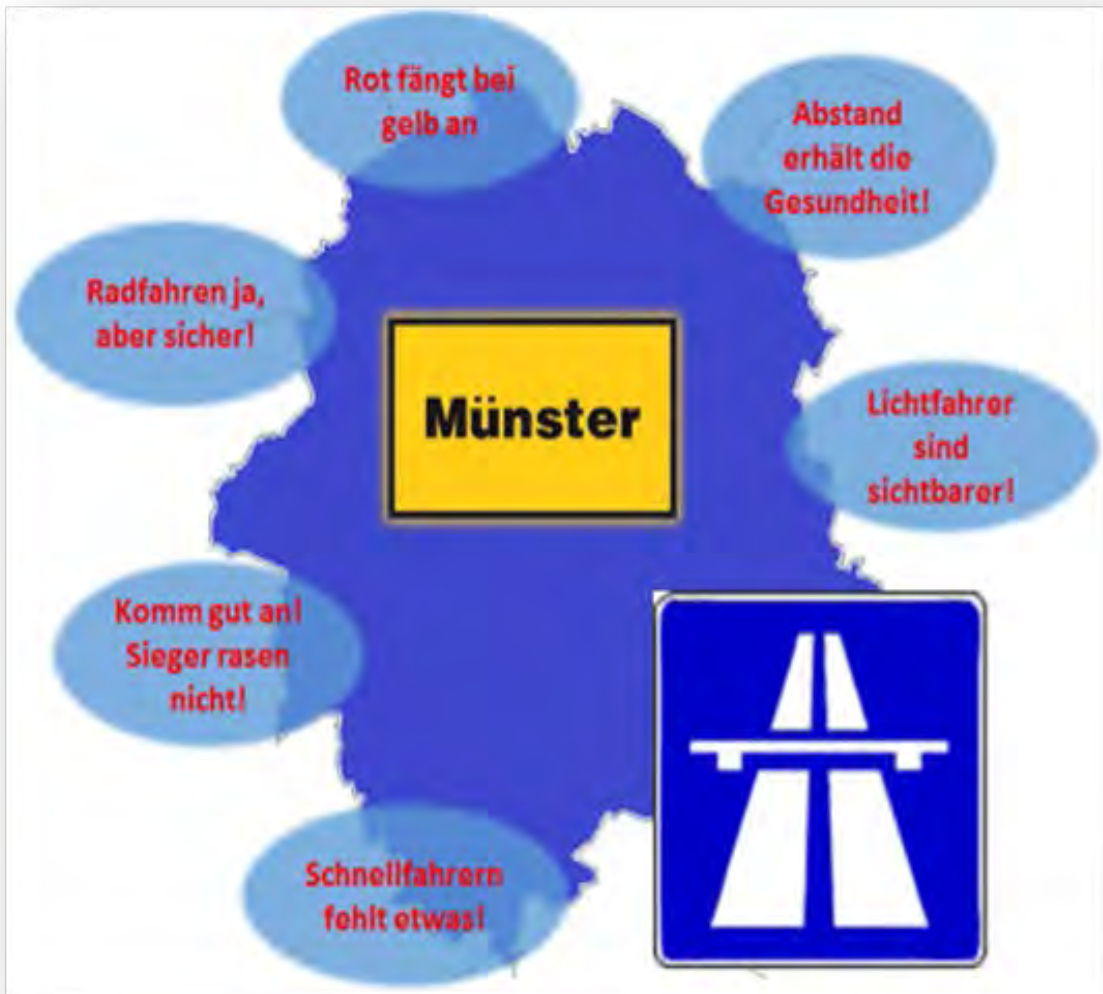 Rot fängt bei
gelb an
Abstand
erhält die
Gesundheit!
Radfahren ja,
aber sicher!
Münster
Lichtfahrer
sind
sichtbarer!
Komm gut an!
Sieger rasen
nicht!
Schnellfahrern
fehlt etwas!